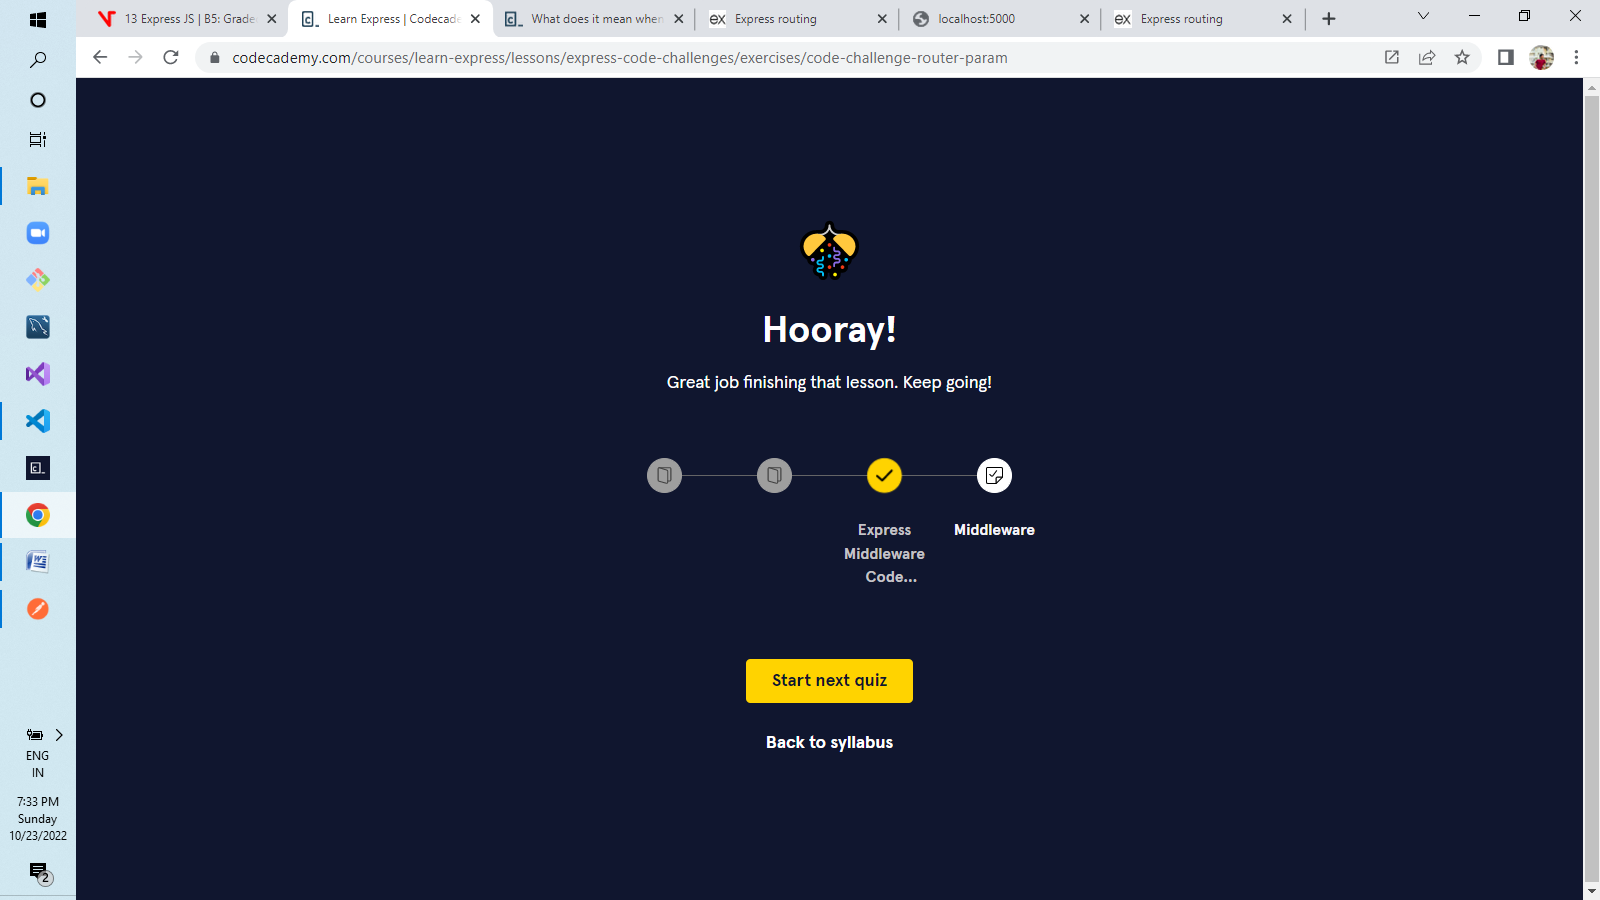 13 Express JS | B5: Grade
Learn Express | Codecade
What does it mean when
ex Express routing
localhost:5000
ex Express routing
codecademy.com/courses/learn-express/lessons/express-code-challenges/exercises/code-challenge-router-param
Hooray!
Great job finishing that lesson. Keep going!
Express
Middleware
Code...
Middleware
Start next quiz
Back to syllabus
ENG
IN
7:33 PM
Sunday
10/23/2022
2